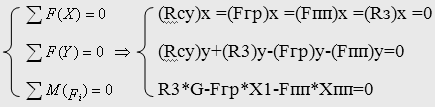 ∑ F(X) = 0 (Rсу)x =(Fгр)x =(Fпп)x =(Rз)x =0
∑ F(Y) = 0 ⇒ (Rсу)y+(R3)y-(Fгр)y-(Fпп)y=0
∑ M(Fi) = 0 R3*G-Fгр*X1-Fпп*Xпп=0